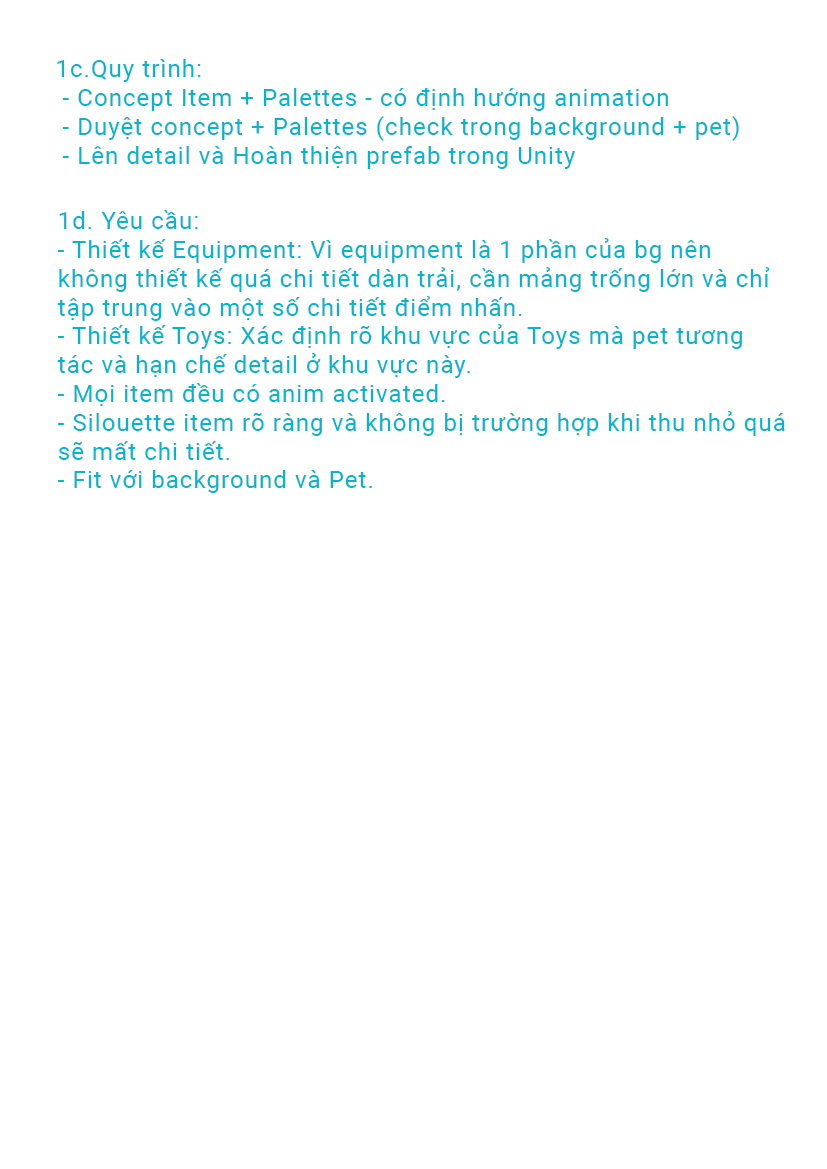 1c.Quy trình:
- Concept Item + Palettes - có định hướng animation
- Duyệt concept + Palettes (check trong background + pet)
- Lên detail và Hoàn thiện prefab trong Unity
1d. Yêu cầu:
- Thiết kế Equipment: Vì equipment là 1 phần của bg nên
không thiết kế quá chi tiết dàn trải, cần mảng trống lớn và chỉ
tập trung vào một số chi tiết điểm nhấn.
- Thiết kế Toys: Xác định rõ khu vực của Toys mà pet tương
tác và hạn chế detail ở khu vực này.
- Mọi item đều có anim activated.
- Silouette item rõ ràng và không bị trường hợp khi thu nhỏ quá
sẽ mất chi tiết.
- Fit với background và Pet.